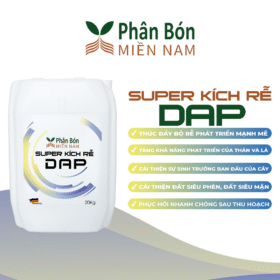 Phân Bón
MIỀN NAM
SUPER KÍCH RỄ
DAP
THÚC ĐẨY BỘ RỄ PHÁT TRIỂN MẠNH MẼ
TĂNG KHẢ NĂNG PHÁT TRIỂN CỦA THÂN VÀ LÁ
CẢI THIỆN SỰ SINH TRƯỞNG BAN ĐẦU CỦA CÂY
CẢI THIỆN ĐẤT SIÊU PHÈN, ĐẤT SIÊU MẶN
PHỤC HỒI NHANH CHÓNG SAU THU HOẠCH
Phân Bón
MIỀN NAM
SUPER KÍCH RỄ
DAP
20Kg